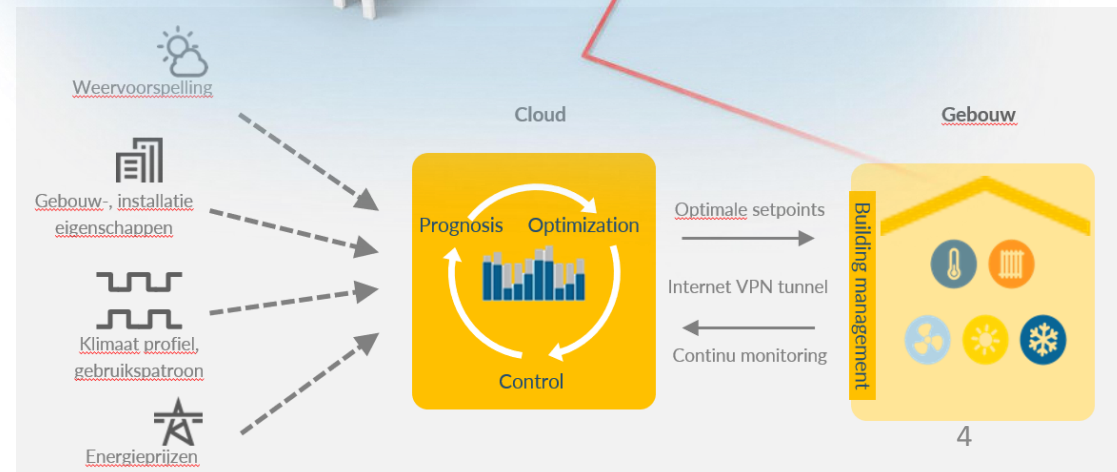 Weervoorspelling
Gebouw-, installatie
eigenschappen
Klimaat profiel,
gebruikspatroon
Energieprijzen
Cloud
Prognosis
Optimization
Control
Optimale setpoints
Internet VPN tunnel
Continu monitoring
Gebouw
Building management
4